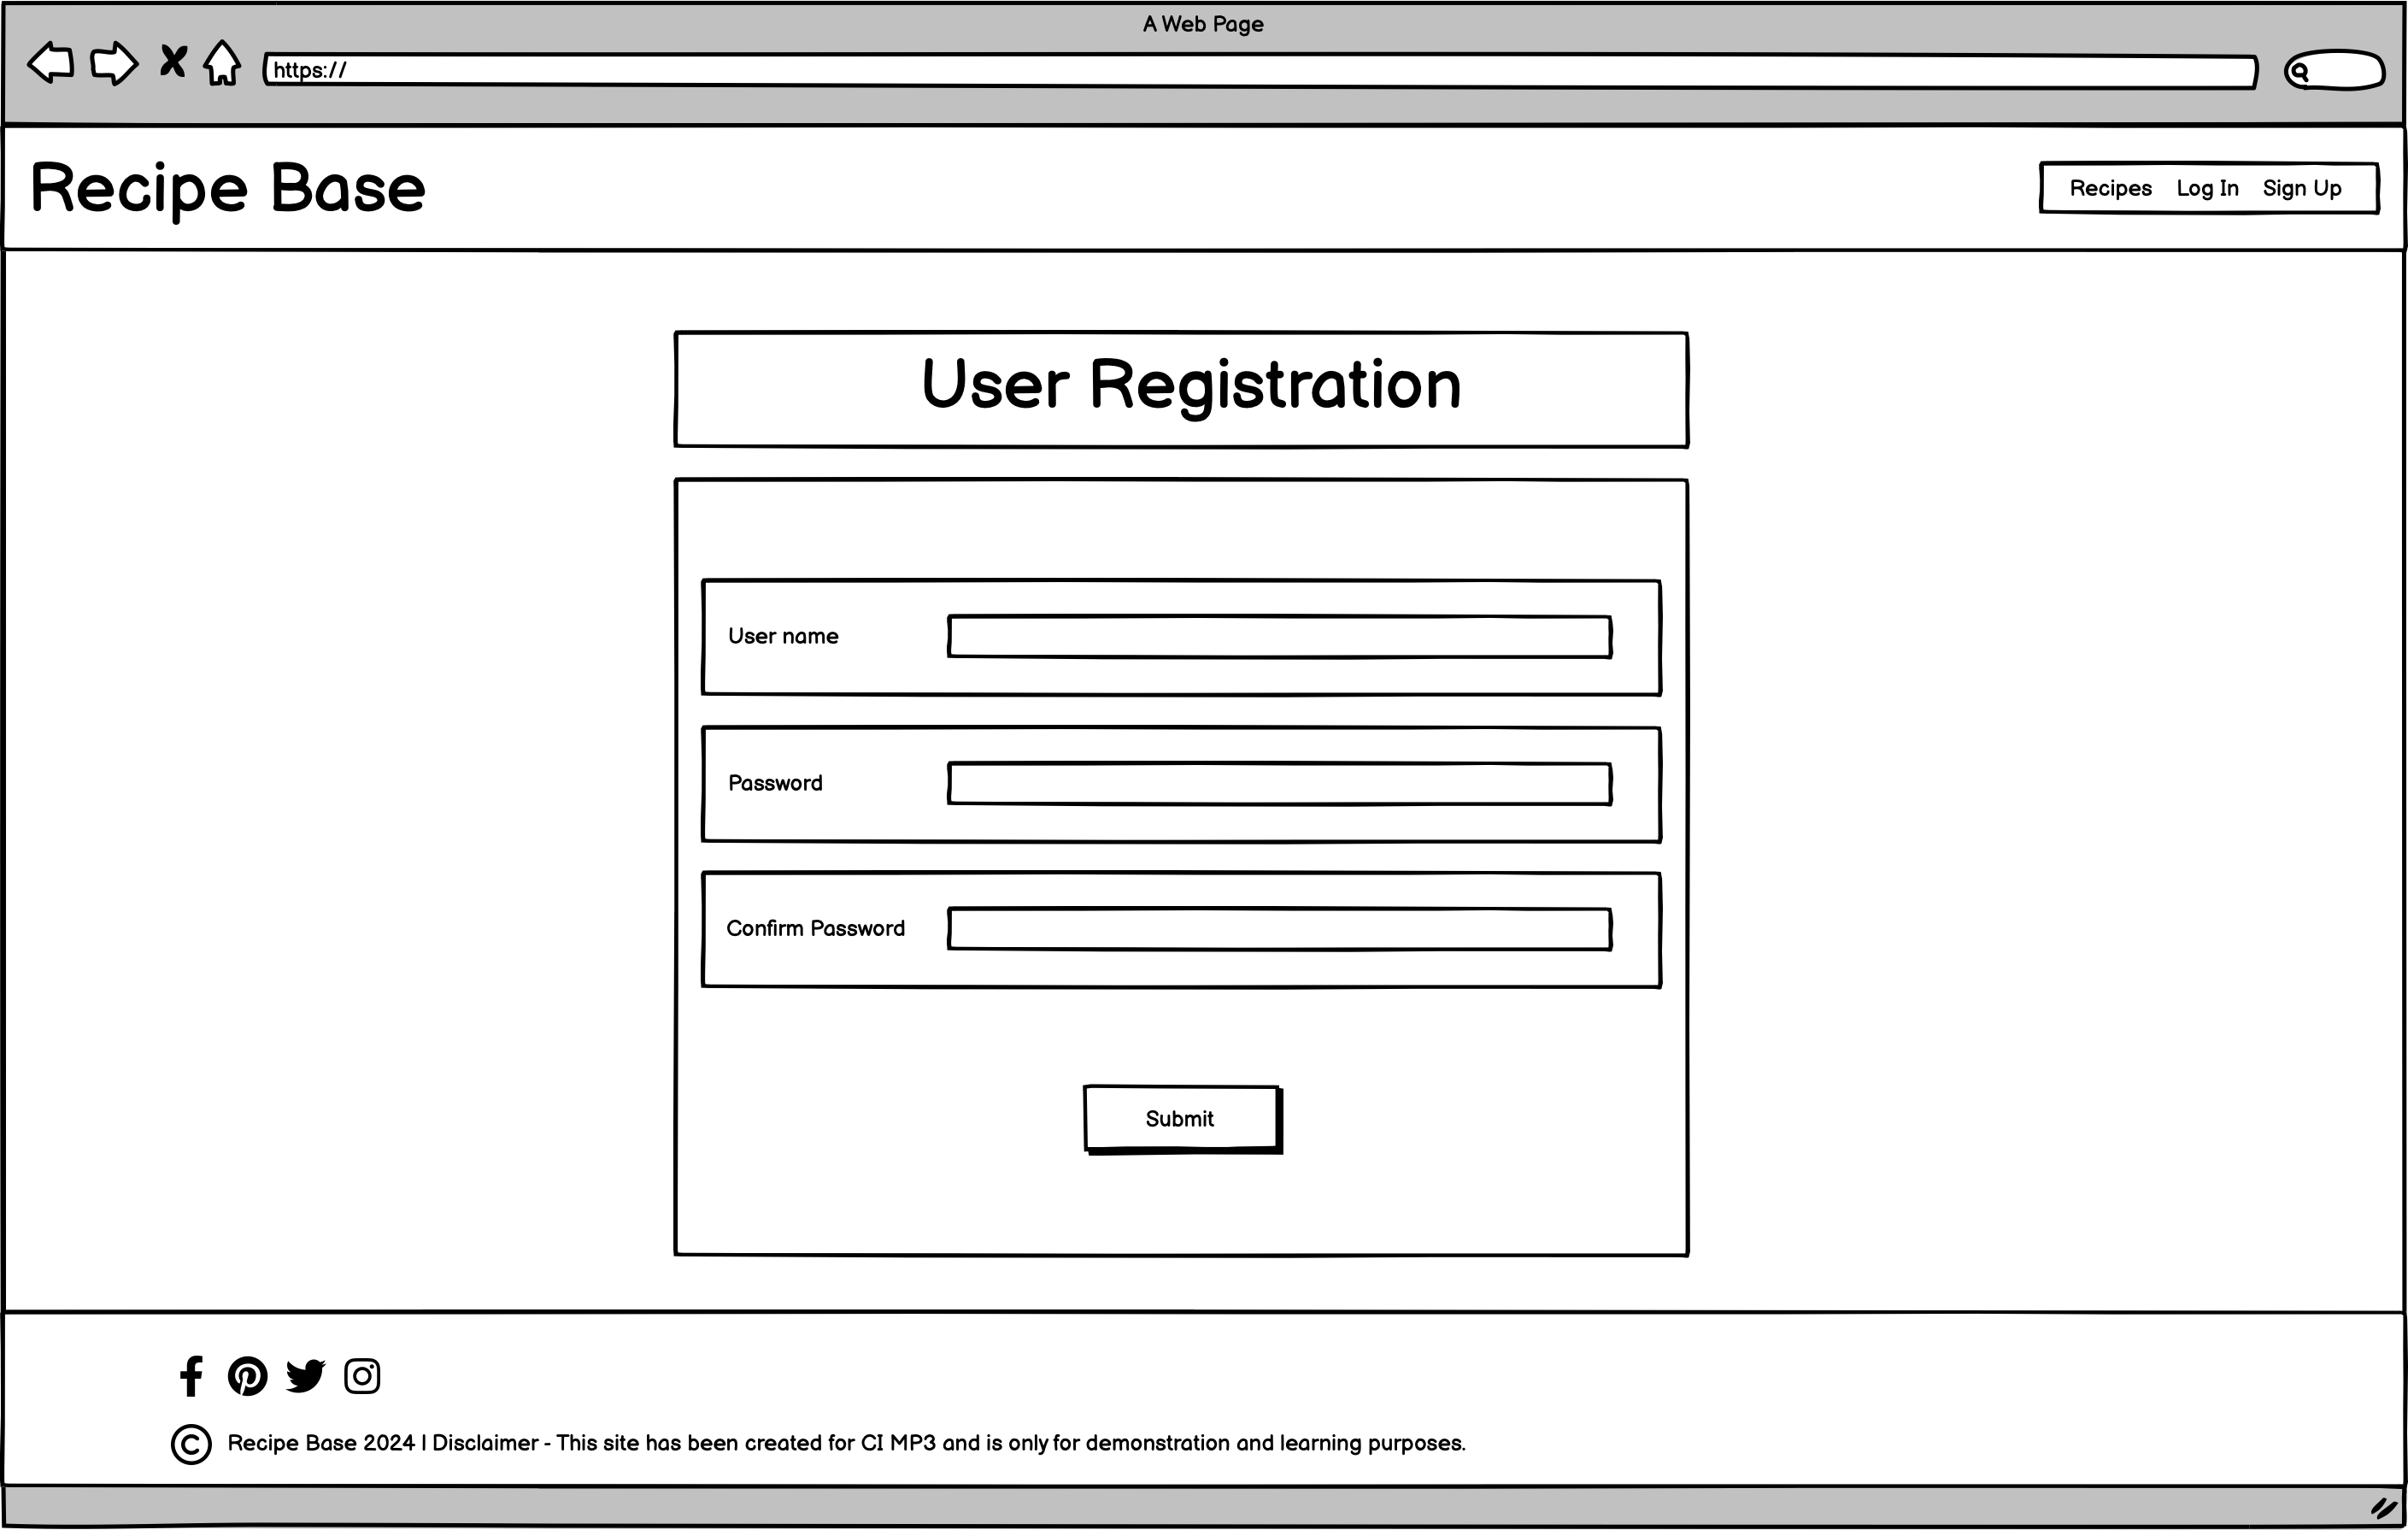 A Web Page
https://
Recipe Base
Recipes Log In Sign Up
User Registration
User name
Password
Confirm Password
Submit
© Recipe Base 2024 | Disclaimer - This site has been created for CI MP3 and is only for demonstration and learning purposes.